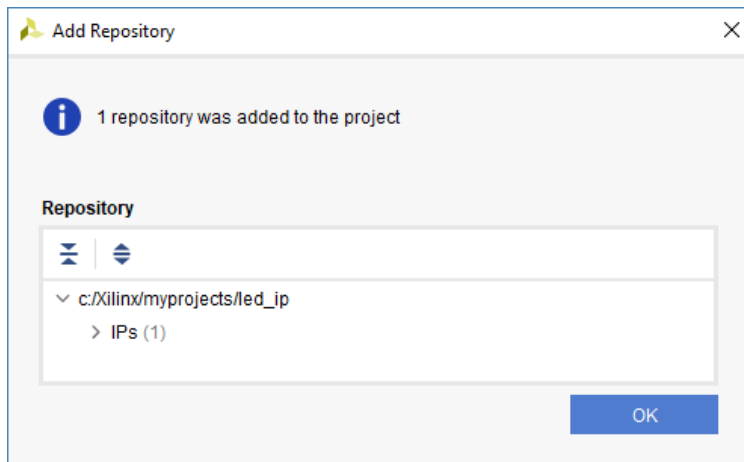 Add Repository
1 repository was added to the project
Repository
c:/Xilinx/myprojects/led_ip
IPs (1)
OK